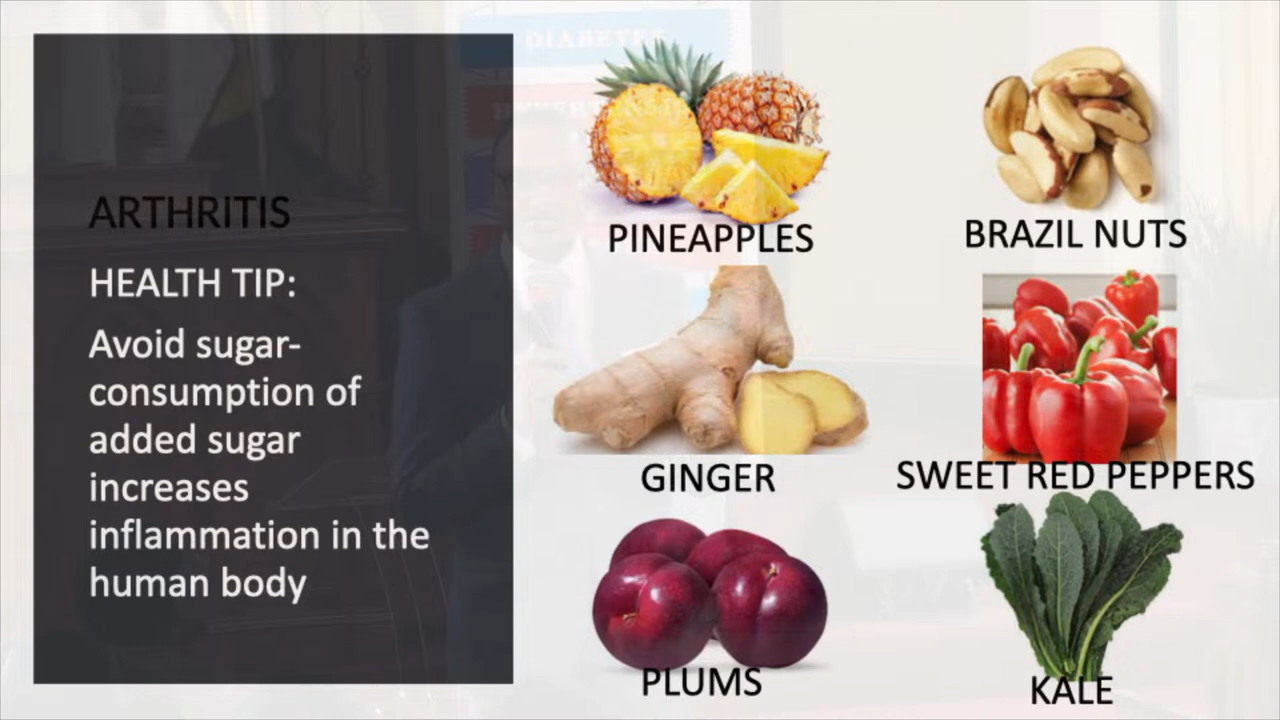 DIABETES
ARTHRITIS
HEALTH TIP:
Avoid sugar-
consumption of
added sugar
increases
inflammation in the
human body
PINEAPPLES
BRAZIL NUTS
GINGER
SWEET RED PEPPERS
PLUMS
KALE